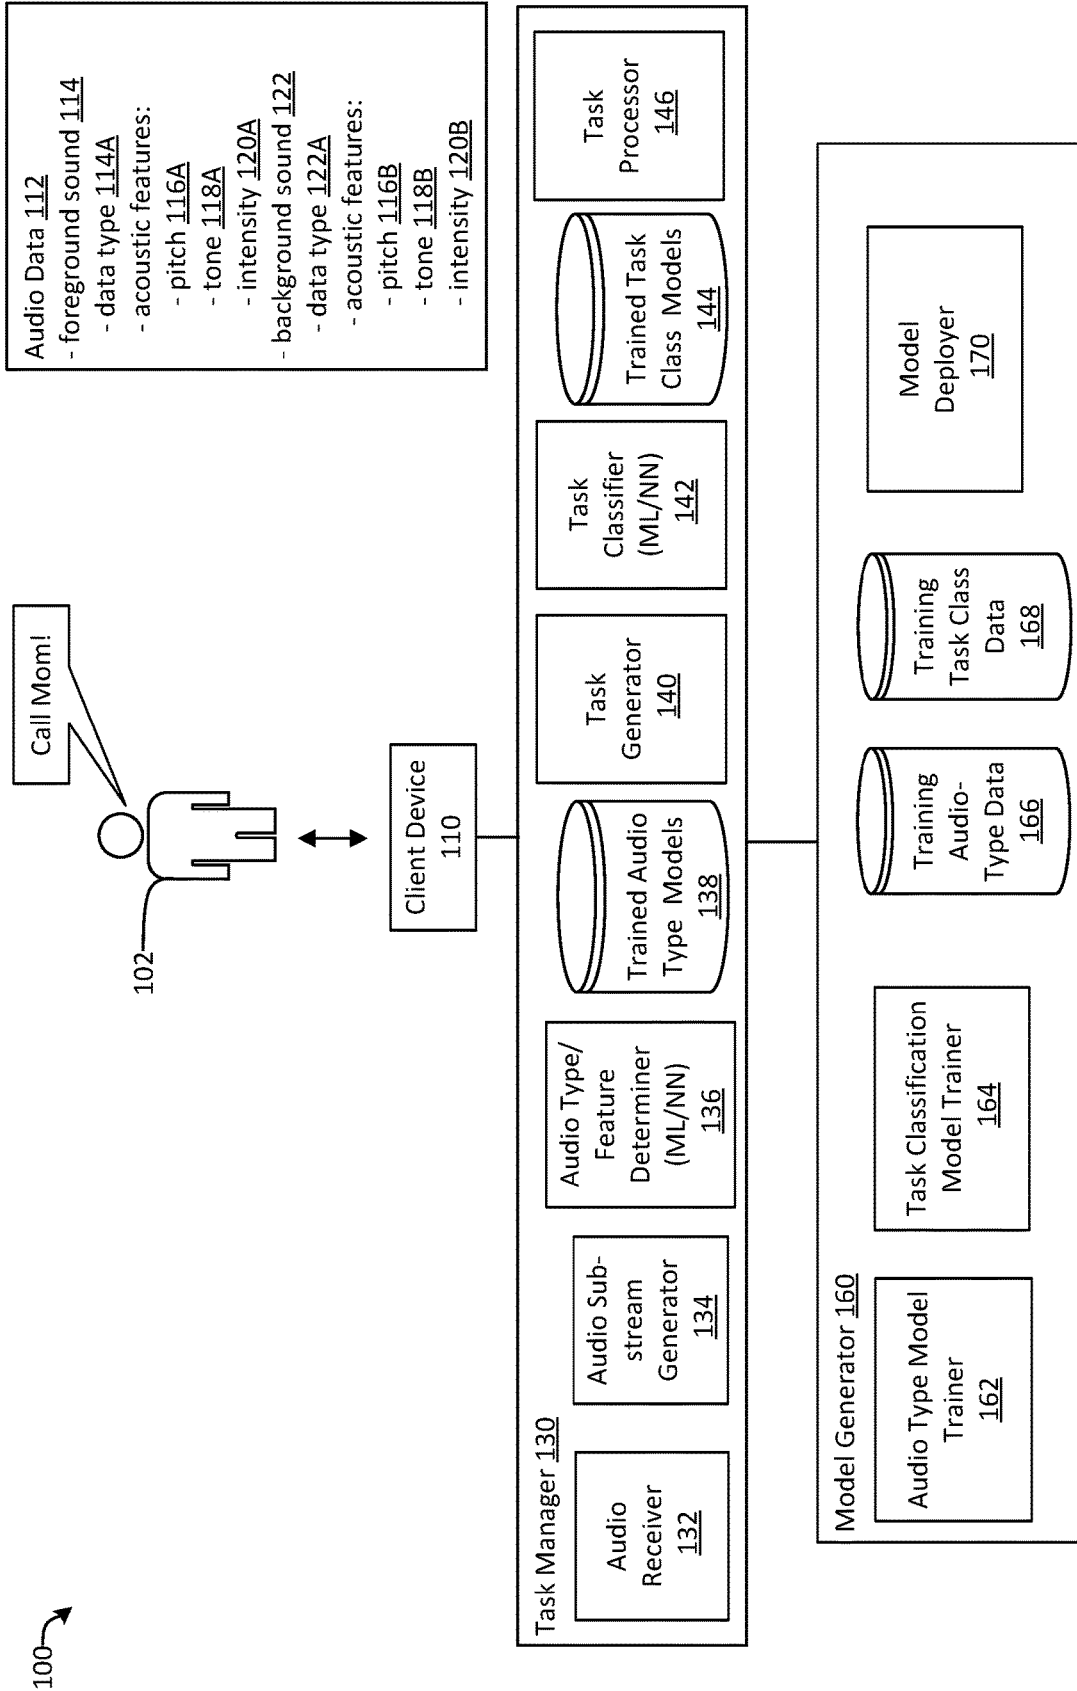 100
102
Call Mom!
Client Device
110
Audio Data 112
- foreground sound 114
- data type 114A
- acoustic features:
- pitch 116A
- tone 118A
- intensity 120A
- background sound 122
- data type 122A
- acoustic features:
- pitch 116B
- tone 118B
- intensity 120B
Task Manager 130
Audio
Receiver
132
Audio Sub-
stream
Generator
134
Audio Type/
Feature
Determiner
(ML/NN)
136
Trained Audio
Type Models
138
Task
Generator
140
Task
Classifier
(ML/NN)
142
Trained Task
Class Models
144
Task
Processor
146
Model Generator 160
Audio Type Model
Trainer
162
Task Classification
Model Trainer
164
Training
Audio-
Type Data
166
Training
Task Class
Data
168
Model
Deployer
170